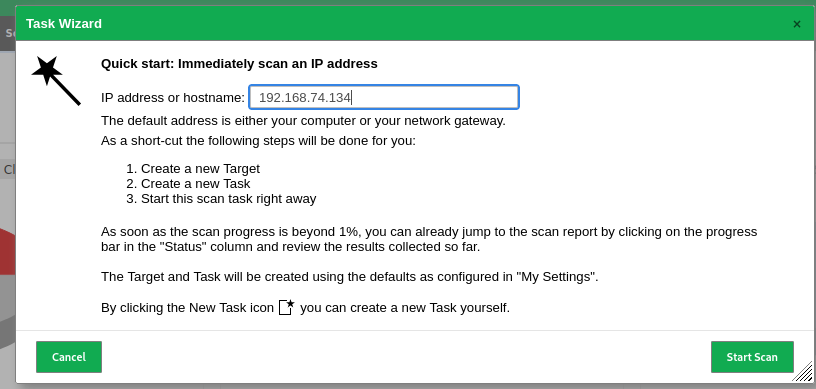 Task Wizard
×
Quick start: Immediately scan an IP address
IP address or hostname: 192.168.74.134
The default address is either your computer or your network gateway.
As a short-cut the following steps will be done for you:
1. Create a new Target
2. Create a new Task
3. Start this scan task right away
As soon as the scan progress is beyond 1%, you can already jump to the scan report by clicking on the progress
bar in the "Status" column and review the results collected so far.
The Target and Task will be created using the defaults as configured in "My Settings".
By clicking the New Task icon you can create a new Task yourself.
Cancel
Start Scan